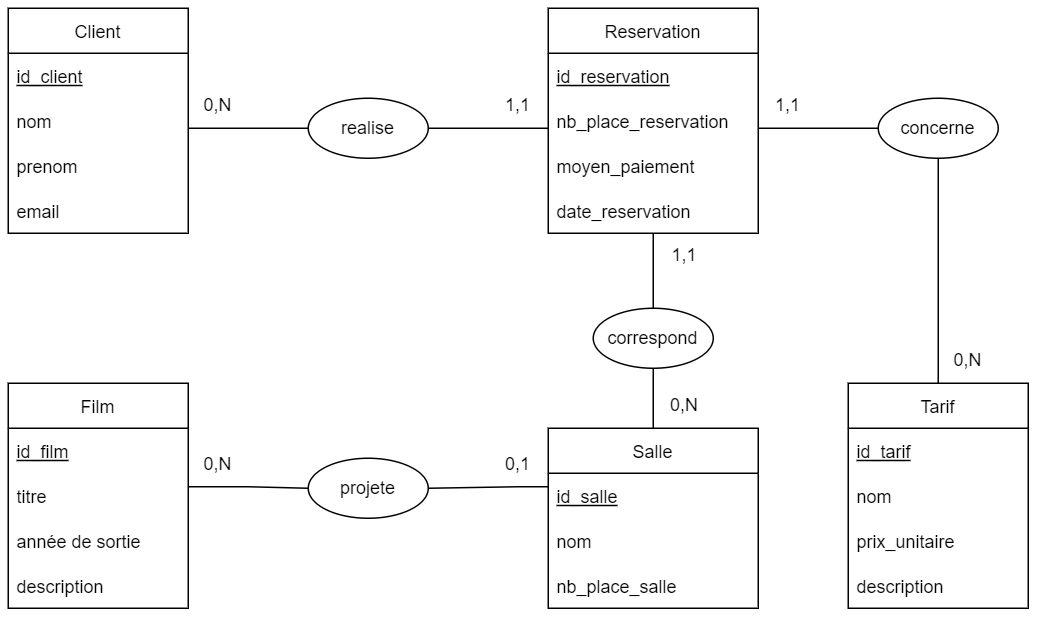 Client
id_client
nom
prenom
email
0,N
realise
1,1
Reservation
id_reservation
nb_place_reservation
moyen_paiement
date_reservation
1,1
concerne
0,N
1,1
correspond
0,N
Film
id_film
titre
année de sortie
description
0,N
projete
0,1
Salle
id_salle
nom
nb_place_salle
Tarif
id_tarif
nom
prix_unitaire
description